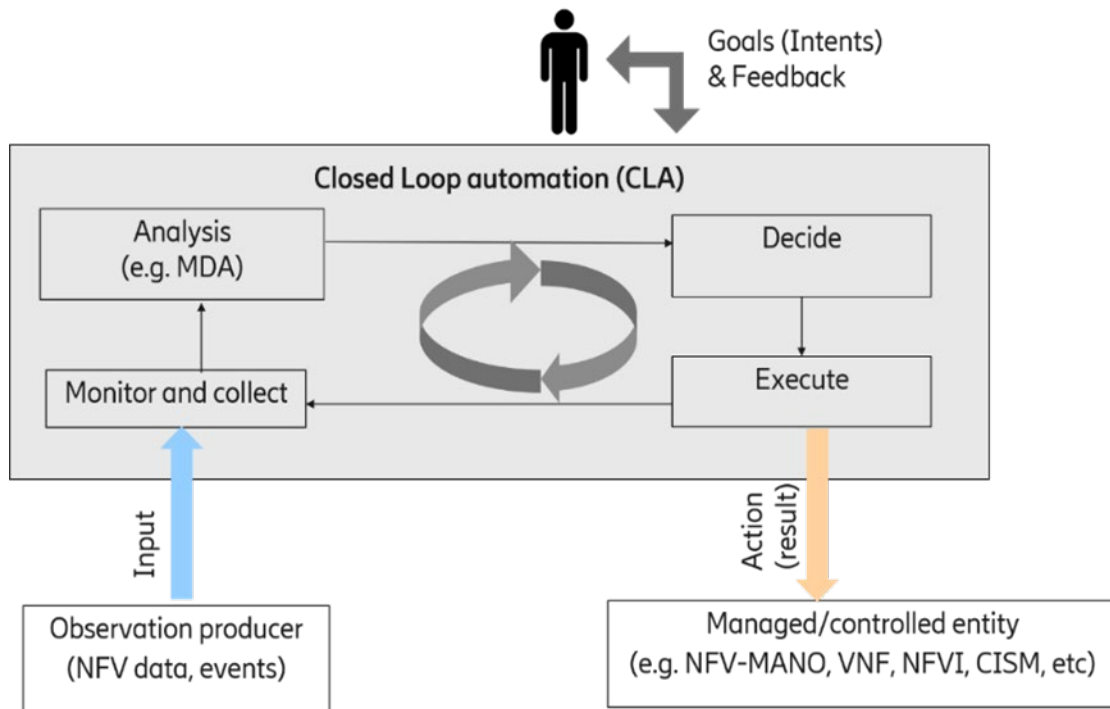 Goals (Intents)
& Feedback
Closed Loop automation (CLA)
Analysis
(e.g. MDA)
Decide
Monitor and collect
Execute
Input
Action
(result)
Observation producer
(NFV data, events)
Managed/controlled entity
(e.g. NFV-MANO, VNF, NFVI, CISM, etc)